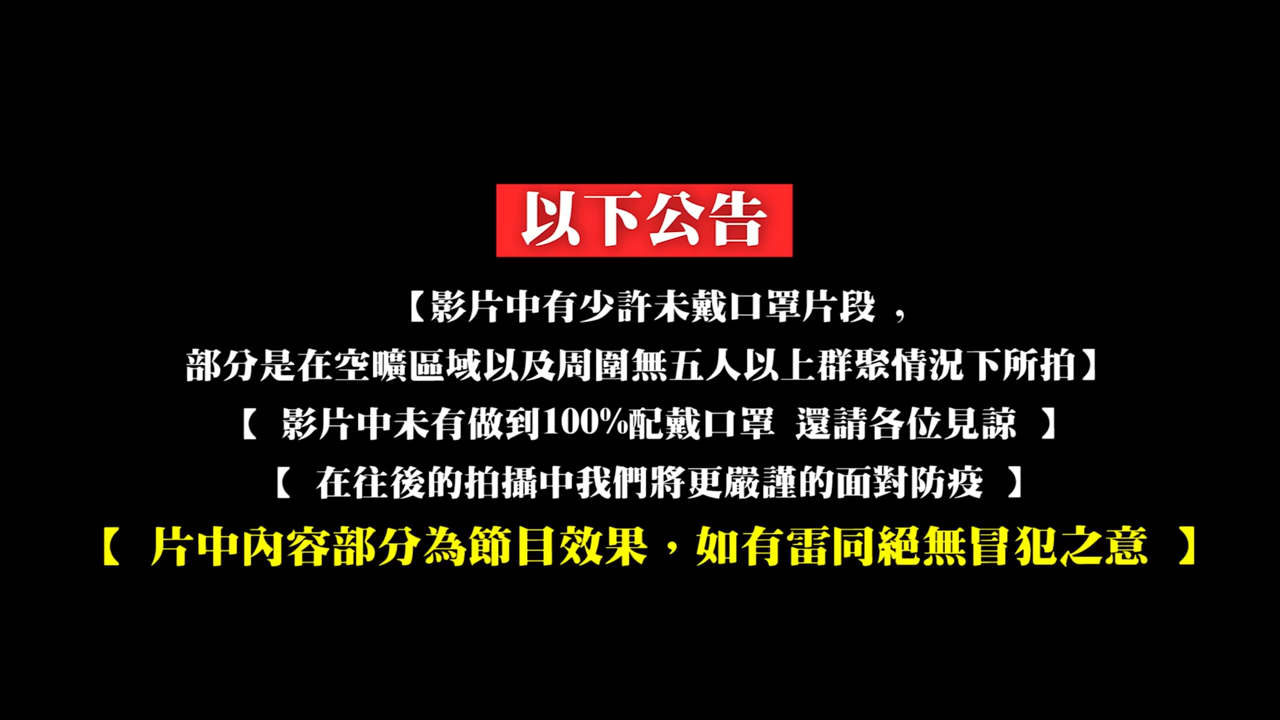 以下公告
【影片中有少許未戴口罩片段，
部分是在空曠區域以及周圍無五人以上群聚情況下所拍】
【 影片中未有做到100%配戴口罩 還請各位見諒 】
【 在往後的拍攝中我們將更嚴謹的面對防疫 】
【 片中內容部分為節目效果，如有雷同絕無冒犯之意 】